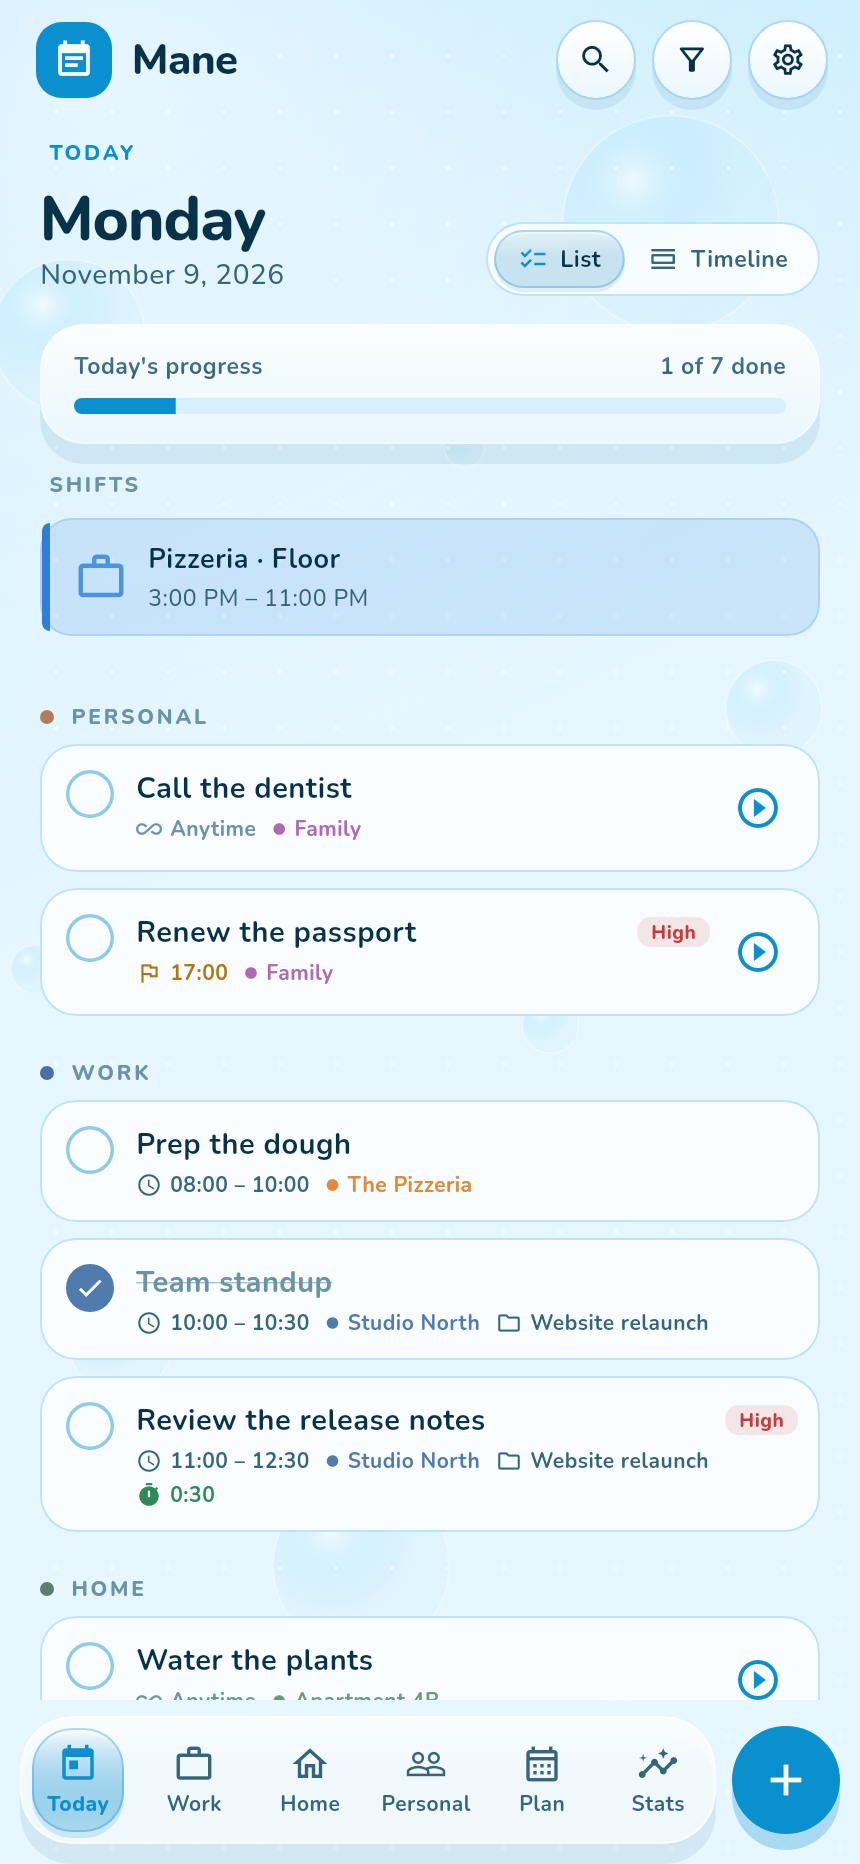 Mane
TODAY
Monday
November 9, 2026
List
Timeline
Today's progress
1 of 7 done
SHIFTS
Pizzeria · Floor
3:00 PM – 11:00 PM
PERSONAL
Call the dentist
Anytime Family
Renew the passport High
17:00 Family
WORK
Prep the dough
08:00 – 10:00 The Pizzeria
Team standup
10:00 – 10:30 Studio North Website relaunch
Review the release notes High
11:00 – 12:30 Studio North Website relaunch
0:30
HOME
Water the plants
Anytime Apartment 4B
Today Work Home Personal Plan Stats